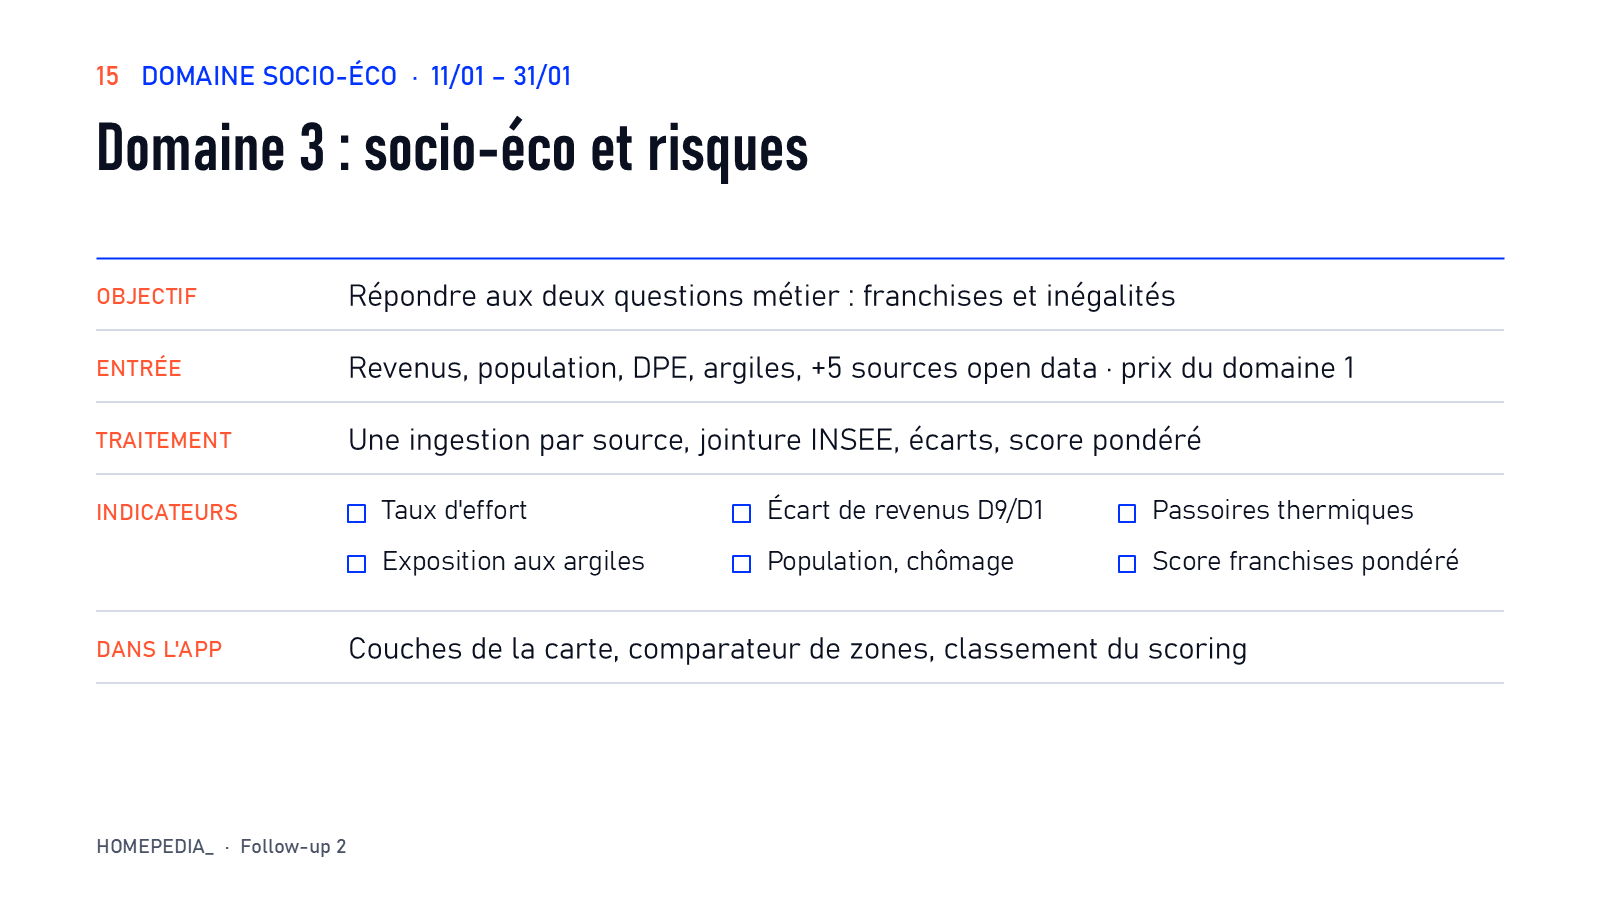 15 DOMAINE SOCIO-ÉCO · 11/01 – 31/01
Domaine 3 : socio-éco et risques
OBJECTIF Répondre aux deux questions métier : franchises et inégalités
ENTRÉE Revenus, population, DPE, argiles, +5 sources open data · prix du domaine 1
TRAITEMENT Une ingestion par source, jointure INSEE, écarts, score pondéré
INDICATEURS Taux d'effort Écart de revenus D9/D1 Passoires thermiques
Exposition aux argiles Population, chômage Score franchises pondéré
DANS L'APP Couches de la carte, comparateur de zones, classement du scoring
HOMEPEDIA_ · Follow-up 2